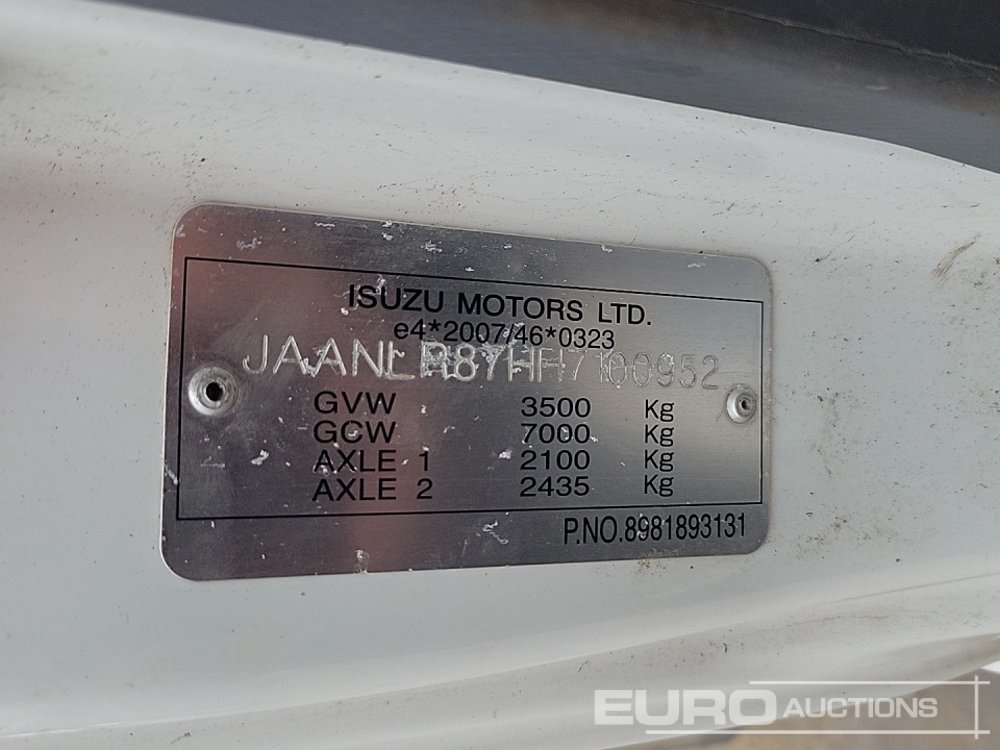 ISUZU MOTORS LTD.
e4*2007/46*0323
JAANLR87HH7100952
GVW 3500 Kg
GCW 7000 Kg
AXLE 1 2100 Kg
AXLE 2 2435 Kg
P.NO.8981893131
EURO AUCTIONS